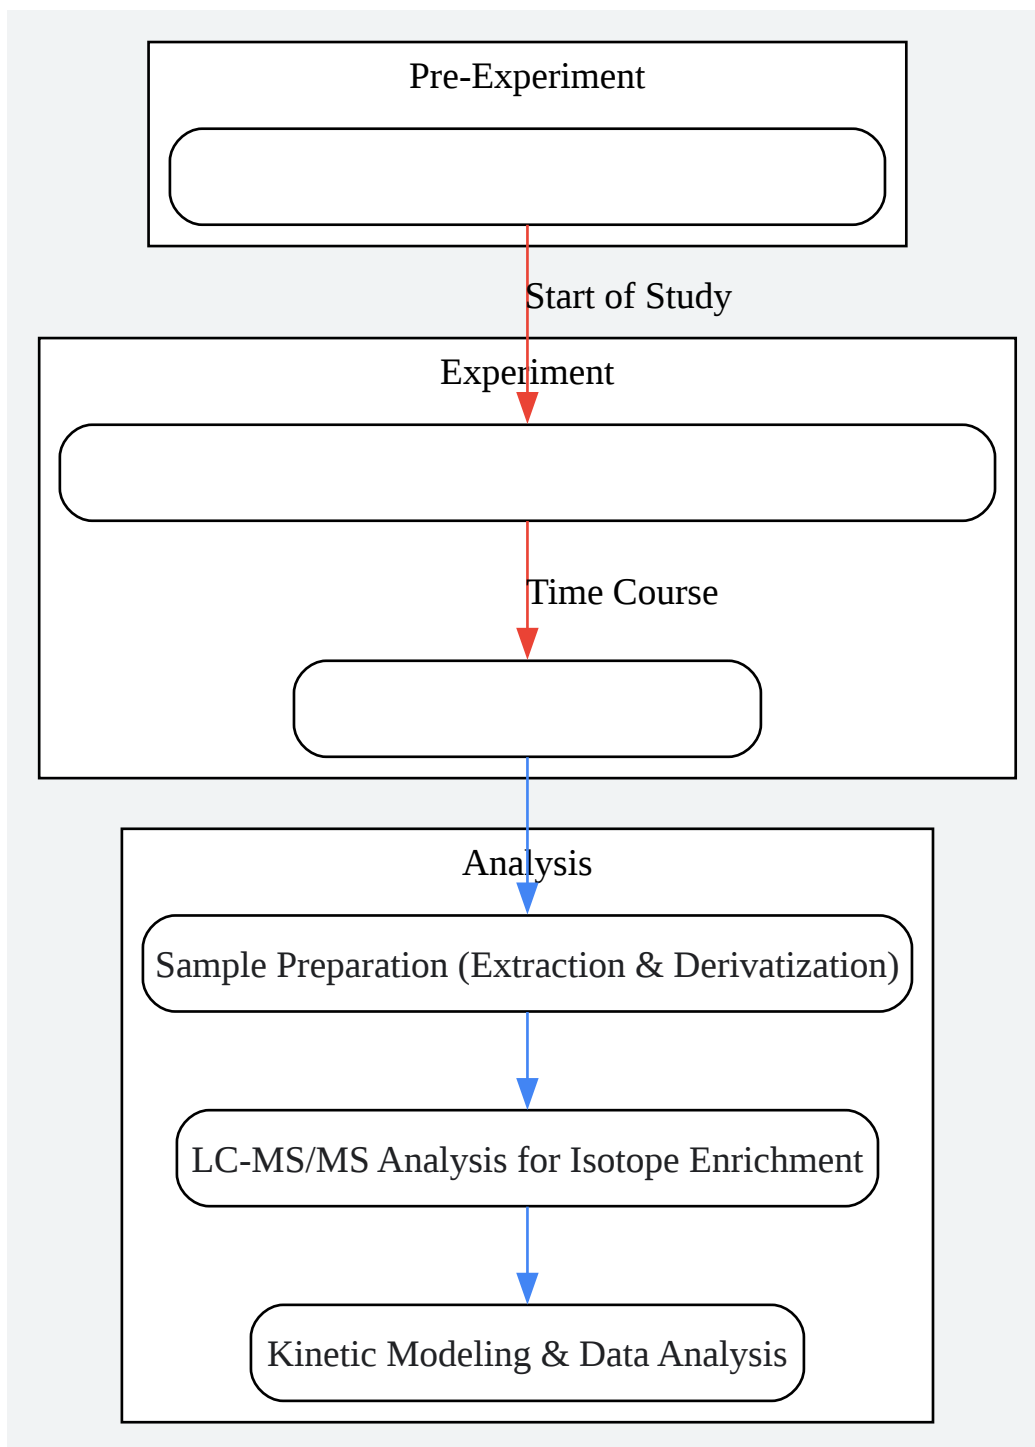 Pre-Experiment
Start of Study
Experiment
Time Course
Analysis
Sample Preparation (Extraction & Derivatization)
LC-MS/MS Analysis for Isotope Enrichment
Kinetic Modeling & Data Analysis